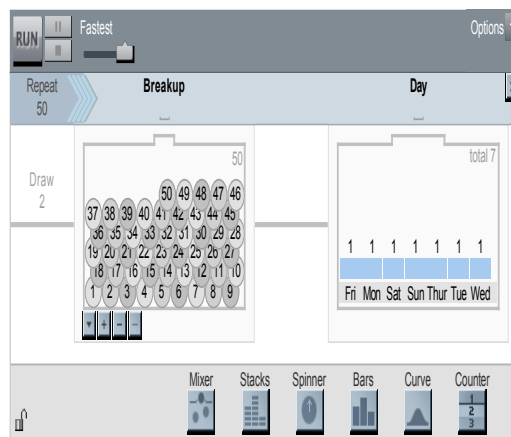 RUN
Fastest
Options
Repeat
50
Breakup
Day
Draw
2
50
50 49 48 47 46
37 38 39 40 41 42 43 44 45
36 35 34 33 32 31 30 29 28
19 20 21 22 23 24 25 26 27
18 17 16 15 14 13 12 11 10
1 2 3 4 5 6 7 8 9
total 7
1 1 1 1 1 1 1
Fri Mon Sat Sun Thur Tue Wed
Mixer Stacks Spinner Bars Curve Counter
1
2
3